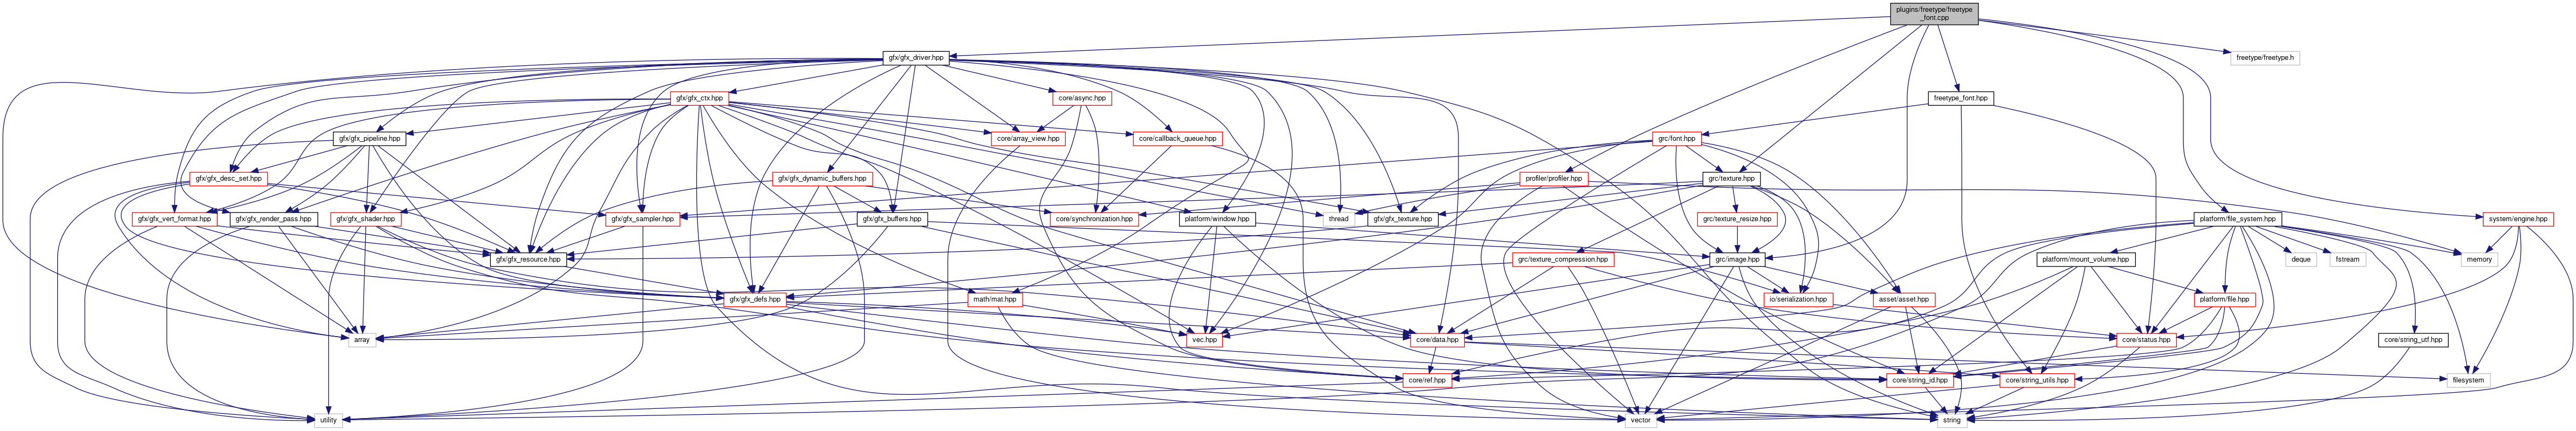 plugins/freetype/freetype
_font.cpp
gfx/gfx_driver.hpp
freetype/freetype.h
gfx/gfx_ctx.hpp
core/async.hpp
freetype_font.hpp
gfx/gfx_pipeline.hpp
core/array_view.hpp
core/callback_queue.hpp
grc/font.hpp
gfx/gfx_desc_set.hpp
gfx/gfx_dynamic_buffers.hpp
profiler/profiler.hpp
grc/texture.hpp
gfx/gfx_vert_format.hpp
gfx/gfx_render_pass.hpp
gfx/gfx_shader.hpp
gfx/gfx_sampler.hpp
gfx/gfx_buffers.hpp
core/synchronization.hpp
platform/window.hpp
thread
gfx/gfx_texture.hpp
grc/texture_resize.hpp
platform/file_system.hpp
system/engine.hpp
gfx/gfx_resource.hpp
grc/texture_compression.hpp
grc/image.hpp
platform/mount_volume.hpp
deque
fstream
memory
gfx/gfx_defs.hpp
math/mat.hpp
io/serialization.hpp
asset/asset.hpp
platform/file.hpp
array
vec.hpp
core/data.hpp
core/status.hpp
core/string_utf.hpp
core/ref.hpp
core/string_id.hpp
core/string_utils.hpp
filesystem
utility
vector
string